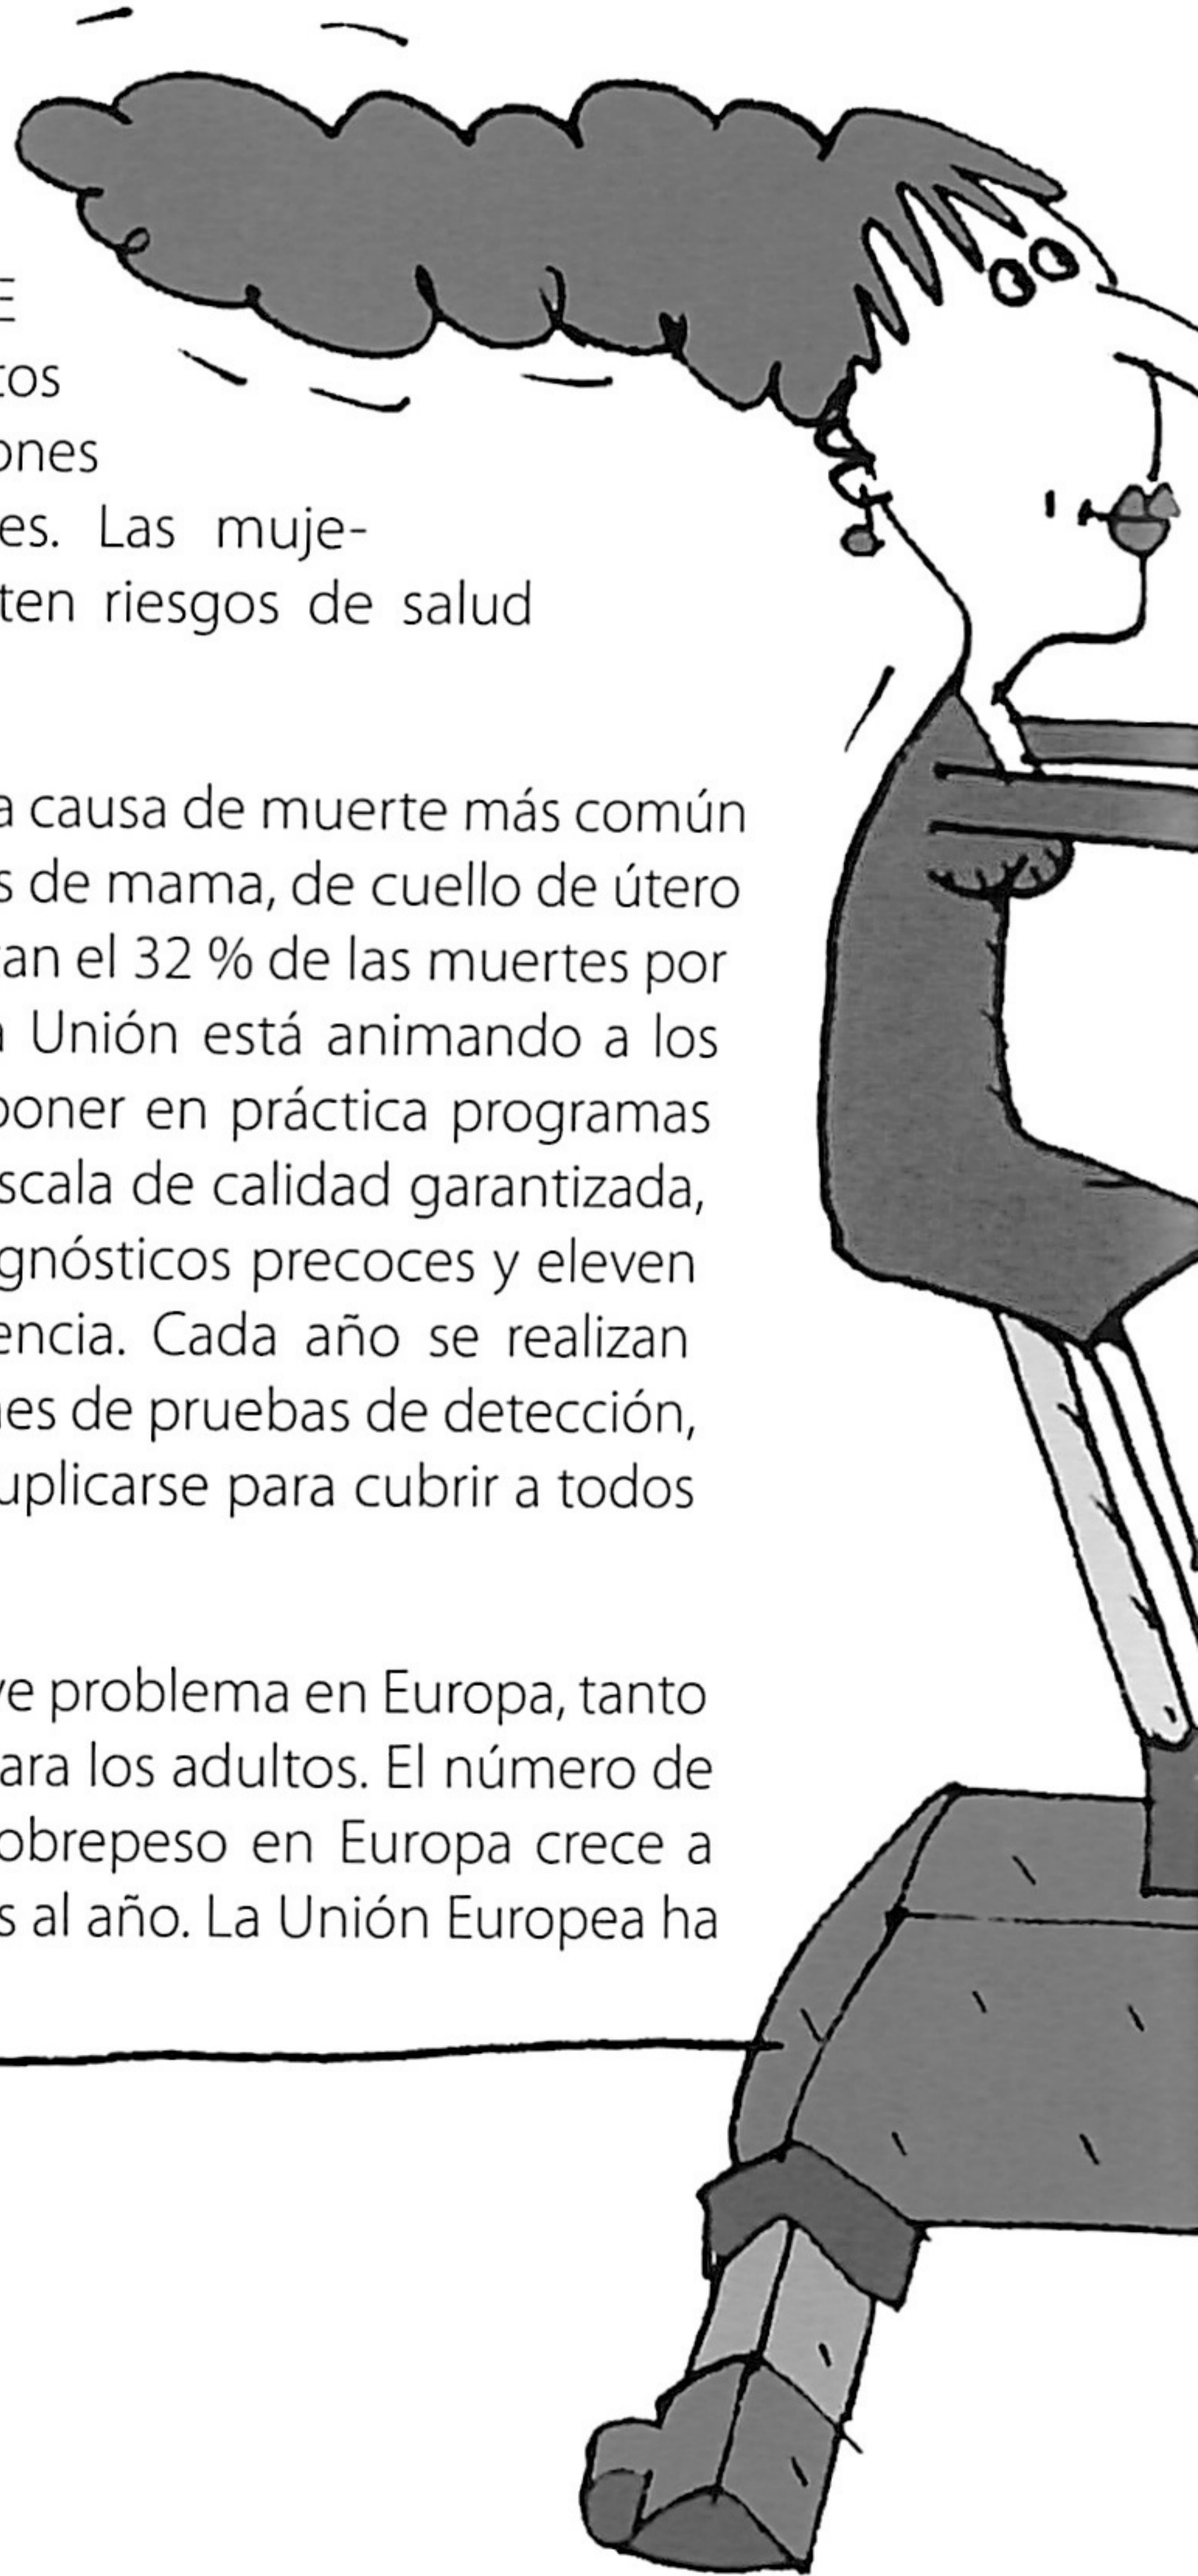 E
tos
ones
es. Las muje-
ten riesgos de salud
a causa de muerte más común
s de mama, de cuello de útero
an el 32 % de las muertes por
a Unión está animando a los
poner en práctica programas
scala de calidad garantizada,
gnósticos precoces y eleven
encia. Cada año se realizan
nes de pruebas de detección,
uplicarse para cubrir a todos
ve problema en Europa, tanto
ara los adultos. El número de
obrepeso en Europa crece a
s al año. La Unión Europea ha